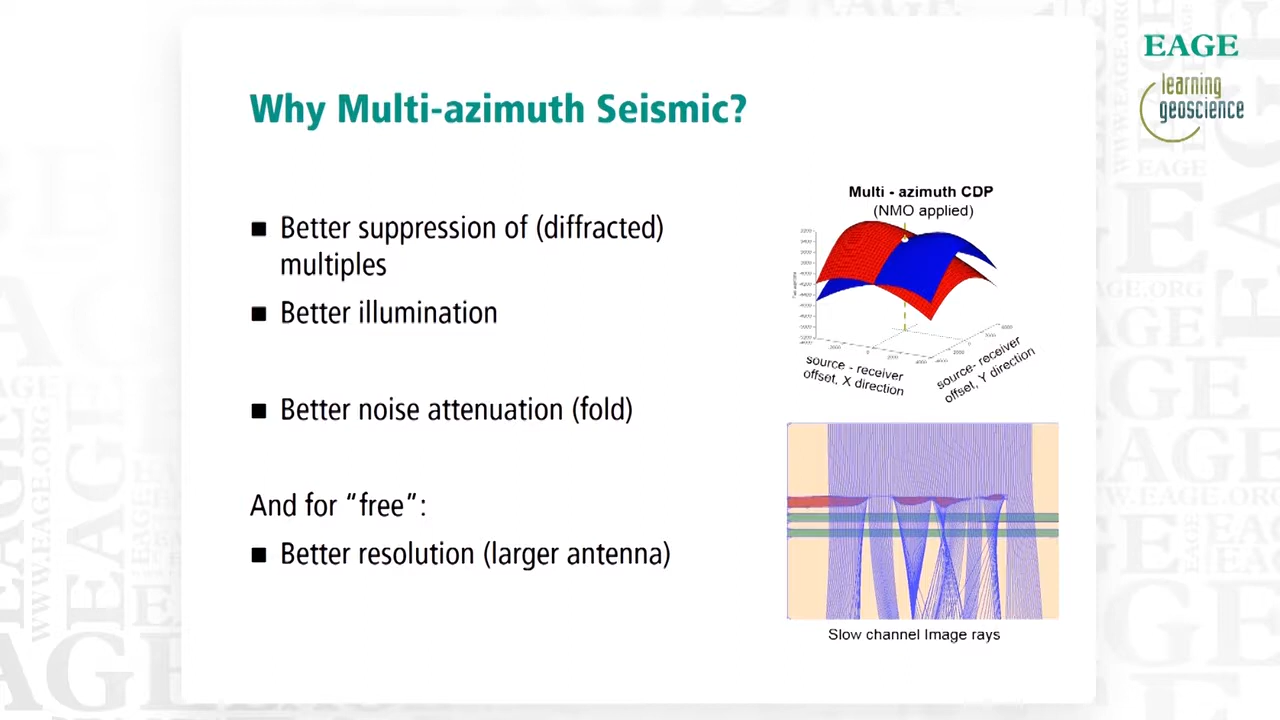 EAGE
learning
geoscience
Why Multi-azimuth Seismic?
■ Better suppression of (diffracted)
multiples
■ Better illumination
■ Better noise attenuation (fold)
And for “free”:
■ Better resolution (larger antenna)
Multi - azimuth CDP
(NMO applied)
source - receiver
offset, X direction
source- receiver
offset, Y direction
Slow channel Image rays